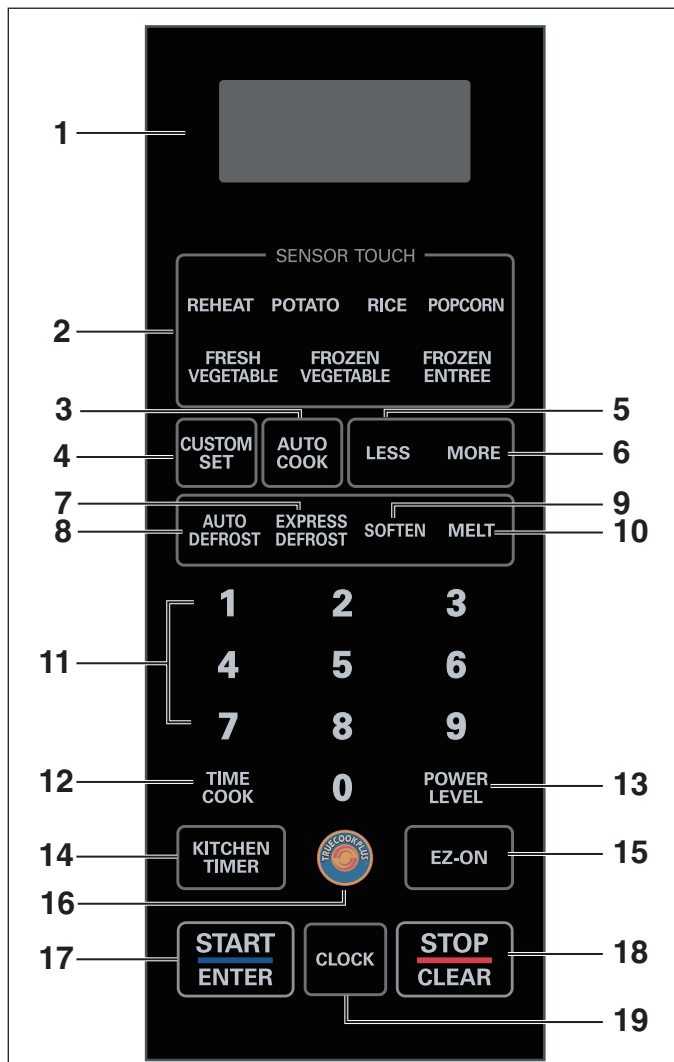 1
SENSOR TOUCH
REHEAT POTATO RICE POPCORN
2
FRESH VEGETABLE
FROZEN VEGETABLE
FROZEN ENTREE
3
5
4
CUSTOM SET
AUTO COOK
LESS MORE
6
7
9
8
AUTO DEFROST
EXPRESS DEFROST
SOFTEN
MELT
10
1 2 3
11
4 5 6
7 8 9
12
TIME COOK
0
POWER LEVEL
13
14
KITCHEN TIMER
TRUECOOKPLUS
EZ-ON
15
16
17
START
ENTER
CLOCK
STOP
CLEAR
18
19